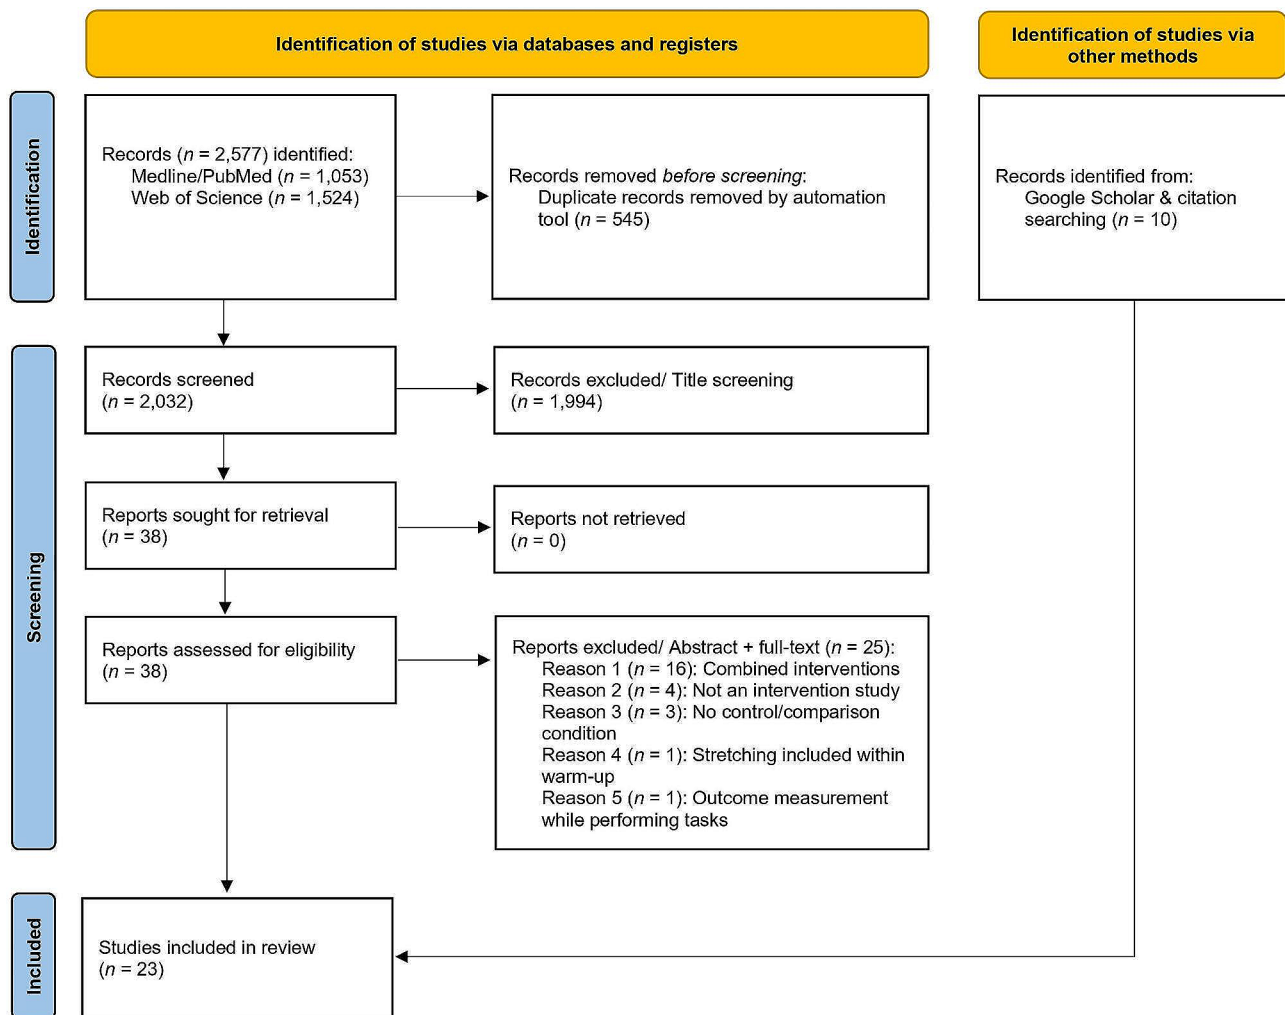 Identification of studies via databases and registers
Identification of studies via
other methods
Identification
Records (n = 2,577) identified:
Medline/PubMed (n = 1,053)
Web of Science (n = 1,524)
Records removed before screening:
Duplicate records removed by automation
tool (n = 545)
Records identified from:
Google Scholar & citation
searching (n = 10)
Screening
Records screened
(n = 2,032)
Records excluded/ Title screening
(n = 1,994)
Reports sought for retrieval
(n = 38)
Reports not retrieved
(n = 0)
Reports assessed for eligibility
(n = 38)
Reports excluded/ Abstract + full-text (n = 25):
Reason 1 (n = 16): Combined interventions
Reason 2 (n = 4): Not an intervention study
Reason 3 (n = 3): No control/comparison
condition
Reason 4 (n = 1): Stretching included within
warm-up
Reason 5 (n = 1): Outcome measurement
while performing tasks
Included
Studies included in review
(n = 23)